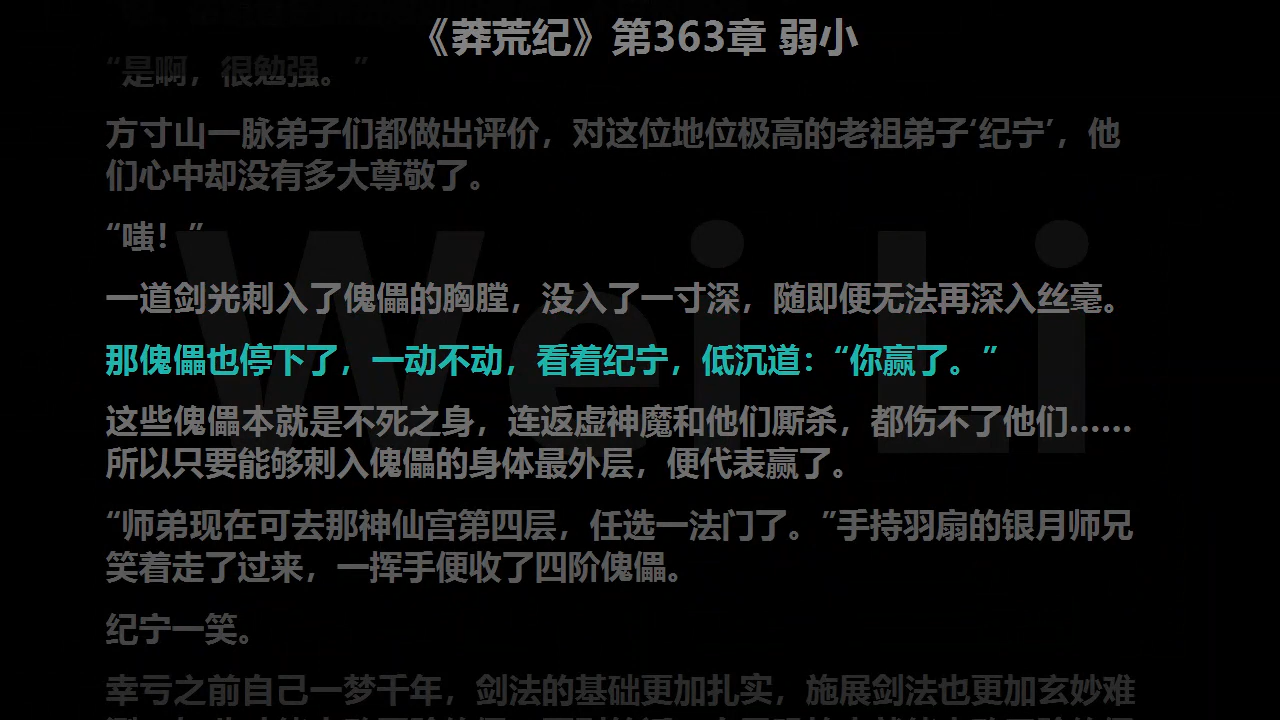 《莽荒纪》第363章 弱小
“是啊，很勉强。”
方寸山一脉弟子们都做出评价，对这位地位极高的老祖弟子‘纪宁’，他
们心中却没有多大尊敬了。
“嗤！”
一道剑光刺入了傀儡的胸膛，没入了一寸深，随即便无法再深入丝毫。
那傀儡也停下了，一动不动，看着纪宁，低沉道：“你赢了。”
这些傀儡本就是不死之身，连返虚神魔和他们厮杀，都伤不了他们……
所以只要能够刺入傀儡的身体最外层，便代表赢了。
“师弟现在可去那神仙宫第四层，任选一法门了。”手持羽扇的银月师兄
笑着走了过来，一挥手便收了四阶傀儡。
纪宁一笑。
幸亏之前自己一梦千年，剑法的基础更加扎实，施展剑法也更加玄妙难
Wei Li